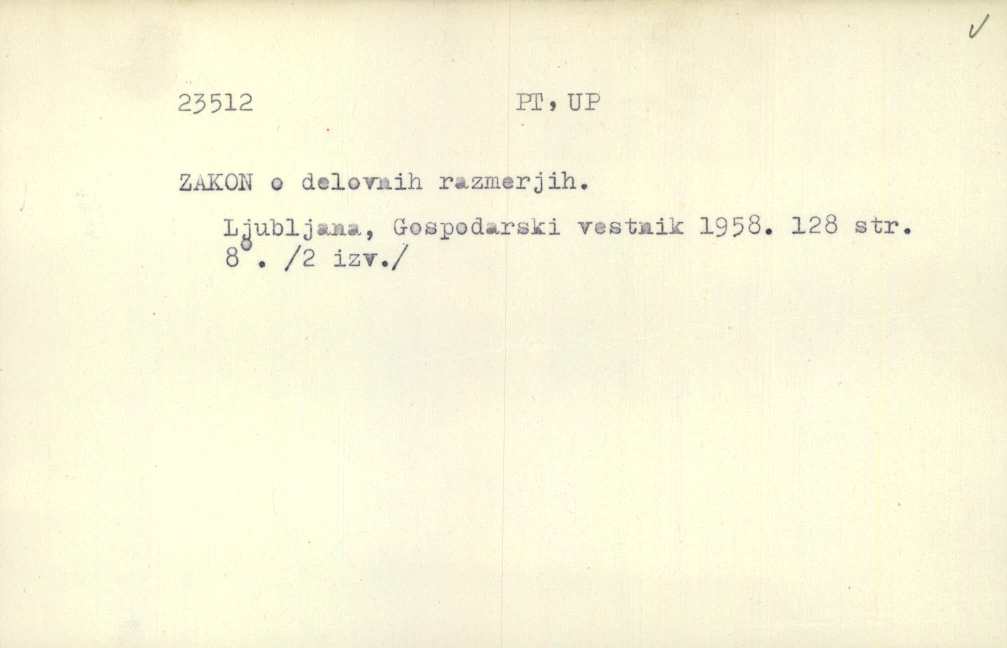 23512 PT, UP
ZAKON o delovnih razmerjih.
Ljubljana, Gospodarski vestnik 1958. 128 str.
8°. /2 izv./